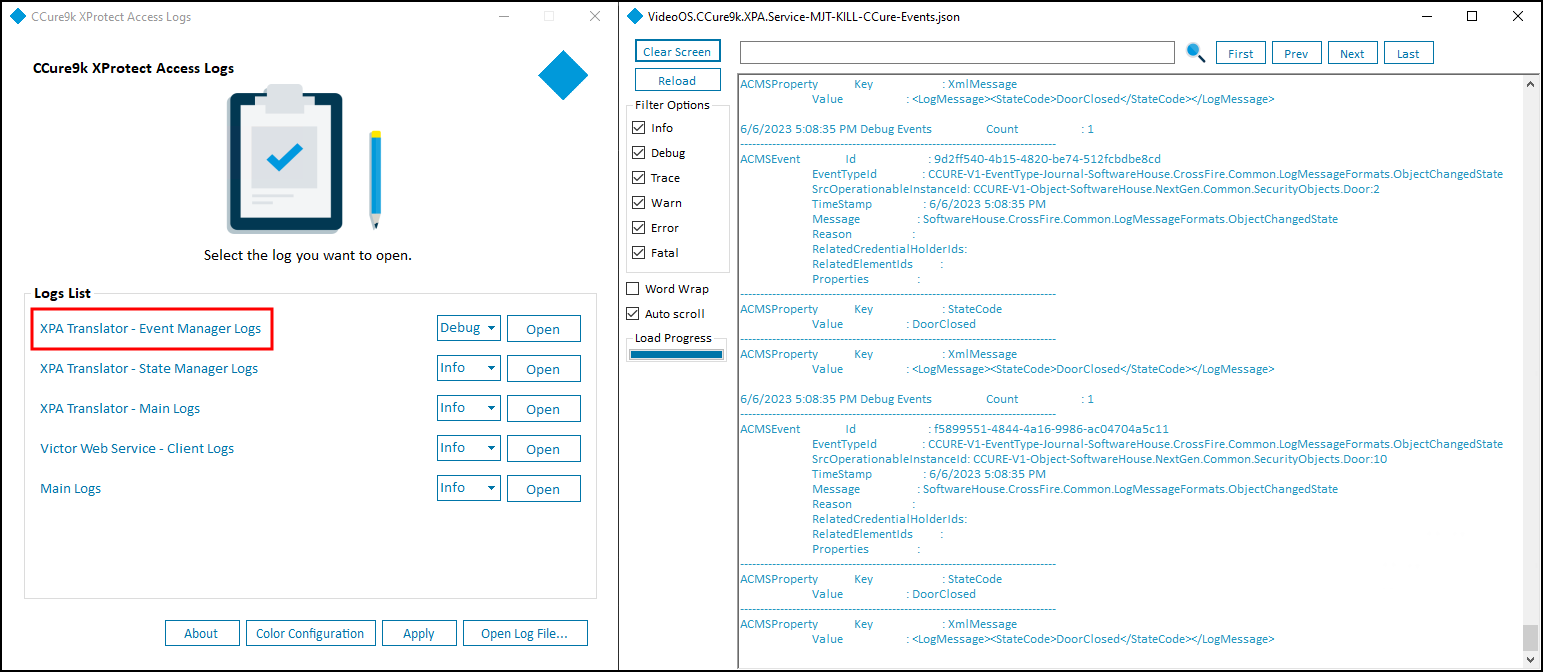 CCure9k XProtect Access Logs
CCure9k XProtect Access Logs
Select the log you want to open.
Logs List
XPA Translator - Event Manager Logs Debug Open
XPA Translator - State Manager Logs Info Open
XPA Translator - Main Logs Info Open
Victor Web Service - Client Logs Info Open
Main Logs Info Open
About Color Configuration Apply Open Log File...
VideoOS.CCure9k.XPA.Service-MJT-KILL-CCure-Events.json
Clear Screen
Reload
First Prev Next Last
Filter Options
Info
Debug
Trace
Warn
Error
Fatal
Word Wrap
Auto scroll
Load Progress
ACMSProperty Key : XmlMessage
Value : <LogMessage><StateCode>DoorClosed</StateCode></LogMessage>
6/6/2023 5:08:35 PM Debug Events Count : 1
--------------------------------------------------------------------------------
ACMSEvent Id : 9d2ff540-4b15-4820-be74-512fcbdbe8cd
EventTypeId : CCURE-V1-EventType-Journal-SoftwareHouse.CrossFire.Common.LogMessageFormats.ObjectChangedState
SrcOperationableInstanceId: CCURE-V1-Object-SoftwareHouse.NextGen.Common.SecurityObjects.Door:2
TimeStamp : 6/6/2023 5:08:35 PM
Message : SoftwareHouse.CrossFire.Common.LogMessageFormats.ObjectChangedState
Reason :
RelatedCredentialHolderIds:
RelatedElementIds :
Properties :
--------------------------------------------------------------------------------
ACMSProperty Key : StateCode
Value : DoorClosed
--------------------------------------------------------------------------------
ACMSProperty Key : XmlMessage
Value : <LogMessage><StateCode>DoorClosed</StateCode></LogMessage>
6/6/2023 5:08:35 PM Debug Events Count : 1
--------------------------------------------------------------------------------
ACMSEvent Id : f5899551-4844-4a16-9986-ac04704a5c11
EventTypeId : CCURE-V1-EventType-Journal-SoftwareHouse.CrossFire.Common.LogMessageFormats.ObjectChangedState
SrcOperationableInstanceId: CCURE-V1-Object-SoftwareHouse.NextGen.Common.SecurityObjects.Door:10
TimeStamp : 6/6/2023 5:08:35 PM
Message : SoftwareHouse.CrossFire.Common.LogMessageFormats.ObjectChangedState
Reason :
RelatedCredentialHolderIds:
RelatedElementIds :
Properties :
--------------------------------------------------------------------------------
ACMSProperty Key : StateCode
Value : DoorClosed
--------------------------------------------------------------------------------
ACMSProperty Key : XmlMessage
Value : <LogMessage><StateCode>DoorClosed</StateCode></LogMessage>